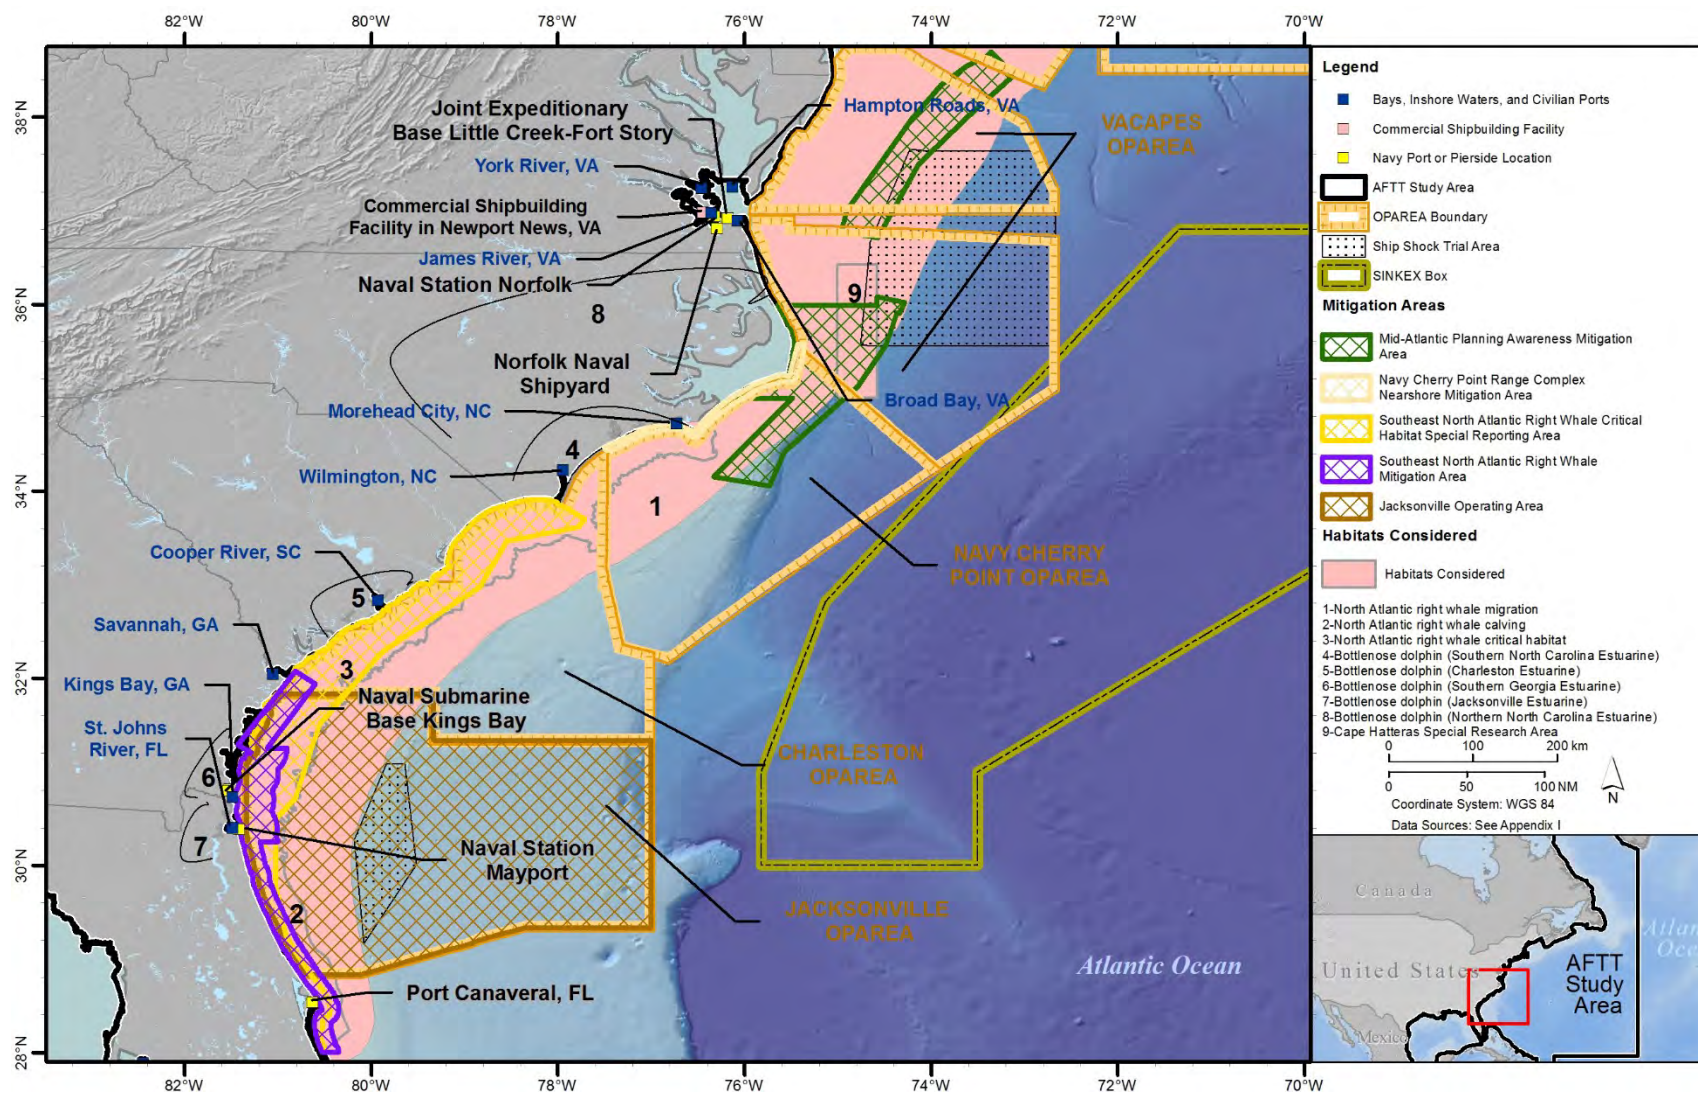 82°W
80°W
78°W
76°W
74°W
72°W
70°W
38°N
36°N
34°N
32°N
30°N
28°N
38°N
Joint Expeditionary
Base Little Creek-Fort Story
Hampton Roads, VA
VACAPES
OPAREA
York River, VA
Commercial Shipbuilding
Facility in Newport News, VA
James River, VA
Naval Station Norfolk
8
9
Norfolk Naval
Shipyard
Broad Bay, VA
Morehead City, NC
4
Wilmington, NC
1
Cooper River, SC
NAVY CHERRY
POINT OPAREA
5
Savannah, GA
3
Kings Bay, GA
Naval Submarine
Base Kings Bay
St. Johns
River, FL
CHARLESTON
OPAREA
6
7
Naval Station
Mayport
2
JACKSONVILLE
OPAREA
Atlantic Ocean
Port Canaveral, FL
82°W
80°W
78°W
76°W
74°W
72°W
70°W
Legend
Bays, Inshore Waters, and Civilian Ports
Commercial Shipbuilding Facility
Navy Port or Pierside Location
AFTT Study Area
OPAREA Boundary
Ship Shock Trial Area
SINKEX Box
Mitigation Areas
Mid-Atlantic Planning Awareness Mitigation
Area
Navy Cherry Point Range Complex
Nearshore Mitigation Area
Southeast North Atlantic Right Whale Critical
Habitat Special Reporting Area
Southeast North Atlantic Right Whale
Mitigation Area
Jacksonville Operating Area
Habitats Considered
Habitats Considered
1-North Atlantic right whale migration
2-North Atlantic right whale calving
3-North Atlantic right whale critical habitat
4-Bottlenose dolphin (Southern North Carolina Estuarine)
5-Bottlenose dolphin (Charleston Estuarine)
6-Bottlenose dolphin (Southern Georgia Estuarine)
7-Bottlenose dolphin (Jacksonville Estuarine)
8-Bottlenose dolphin (Northern North Carolina Estuarine)
9-Cape Hatteras Special Research Area
0 100 200 km
0 50 100 NM
N
Coordinate System: WGS 84
Data Sources: See Appendix I
Canada
United States
Mexico
AFTT
Study
Area